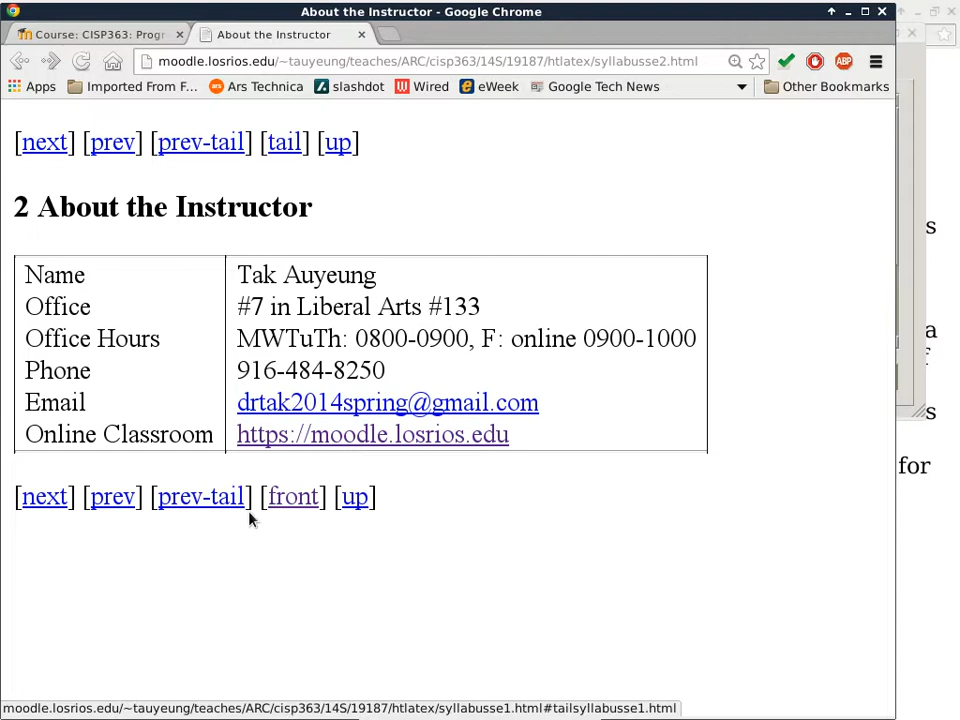 About the Instructor - Google Chrome
Course: CISP363: Progr
About the Instructor
moodle.losrios.edu/~tauyeung/teaches/ARC/cisp363/14S/19187/htlatex/syllabusse2.html
ABP
Apps
Imported From F...
Ars Technica
slashdot
Wired
eWeek
Google Tech News
Other Bookmarks
[next] [prev] [prev-tail] [tail] [up]
2 About the Instructor
Name Tak Auyeung
Office #7 in Liberal Arts #133
Office Hours MWTuTh: 0800-0900, F: online 0900-1000
Phone 916-484-8250
Email drtak2014spring@gmail.com
Online Classroom https://moodle.losrios.edu
[next] [prev] [prev-tail] [front] [up]
moodle.losrios.edu/~tauyeung/teaches/ARC/cisp363/14S/19187/htlatex/syllabusse1.html#tailsyllabusse1.html
s
a
s
for